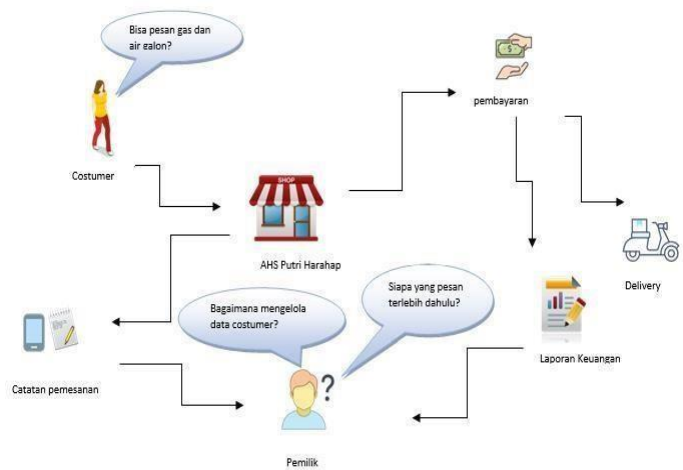 Bisa pesan gas dan
air galon?
pembayaran
Costumer
SHOP
AHS Putri Harahap
Delivery
Siapa yang pesan
terlebih dahulu?
Bagaimana mengelola
data costumer?
Laporan Keuangan
Catatan pemesanan
?
Pemilik